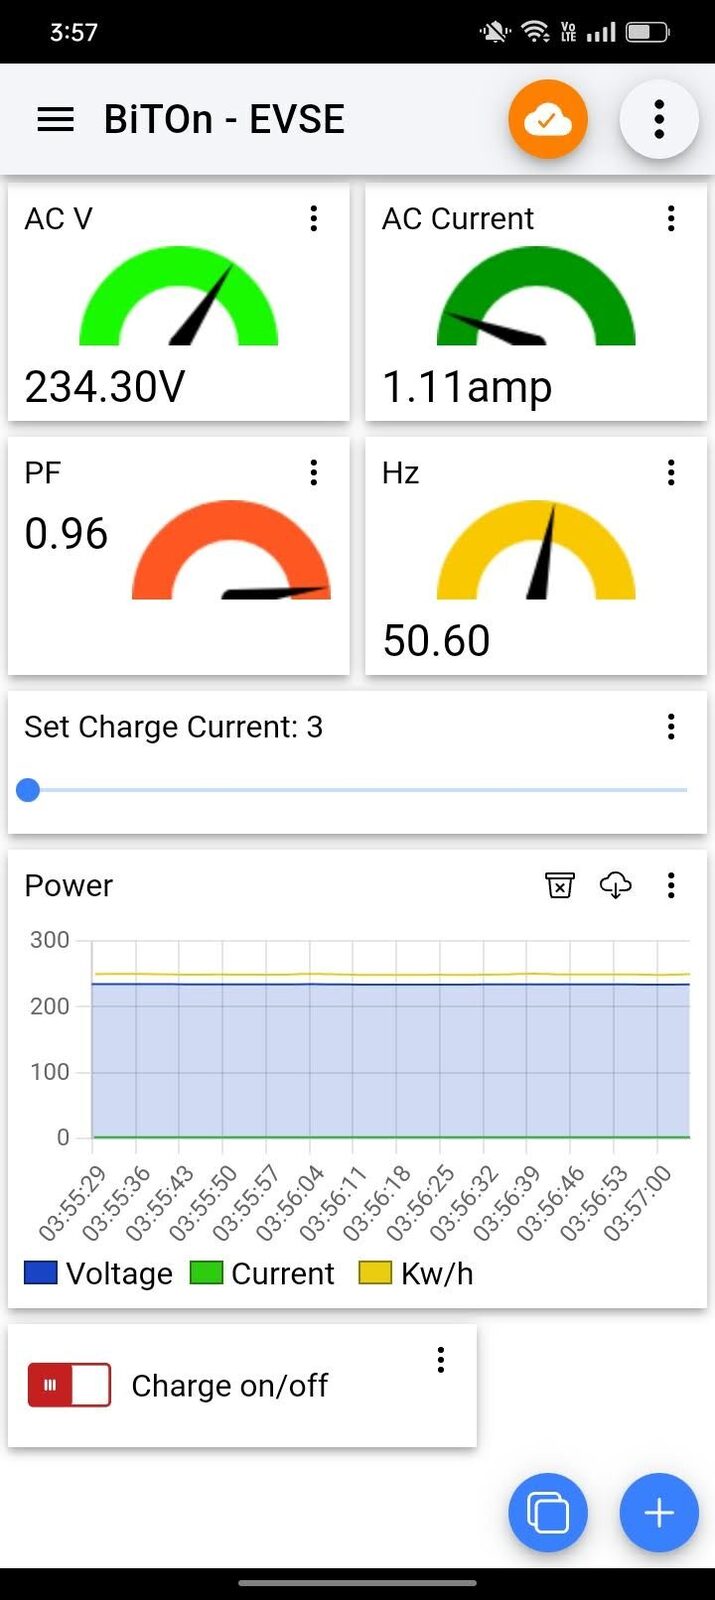 3:57
Vo
LTE
BiTOn - EVSE
AC V
234.30V
AC Current
1.11amp
PF
0.96
Hz
50.60
Set Charge Current: 3
Power
300
200
100
0
03:55:29
03:55:36
03:55:43
03:55:50
03:55:57
03:56:04
03:56:11
03:56:18
03:56:25
03:56:32
03:56:39
03:56:46
03:56:53
03:57:00
Voltage Current Kw/h
Charge on/off